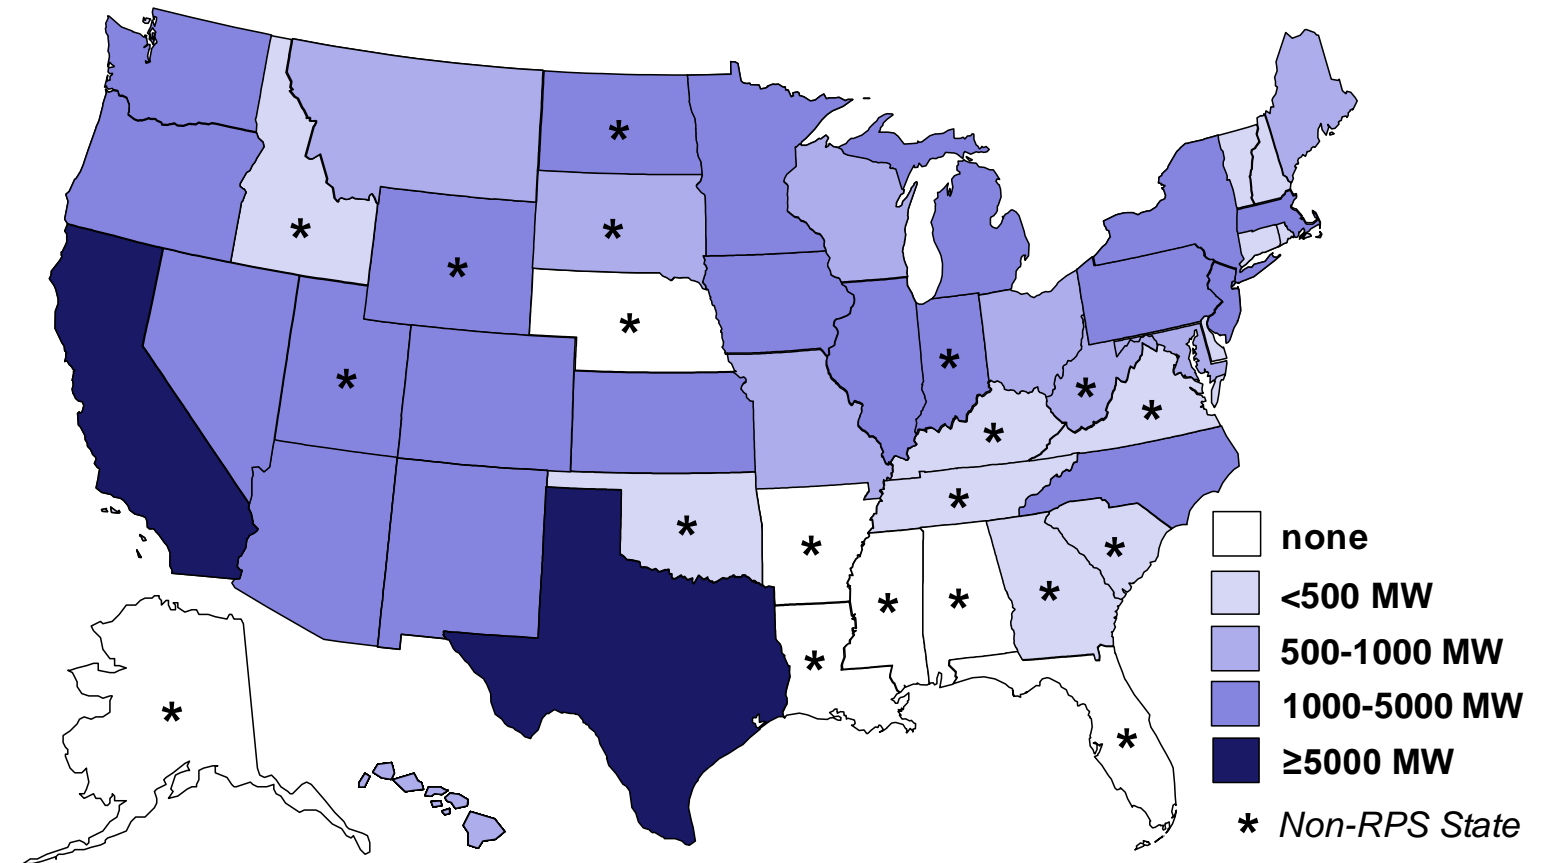 none
<500 MW
500-1000 MW
1000-5000 MW
≥5000 MW
* Non-RPS State